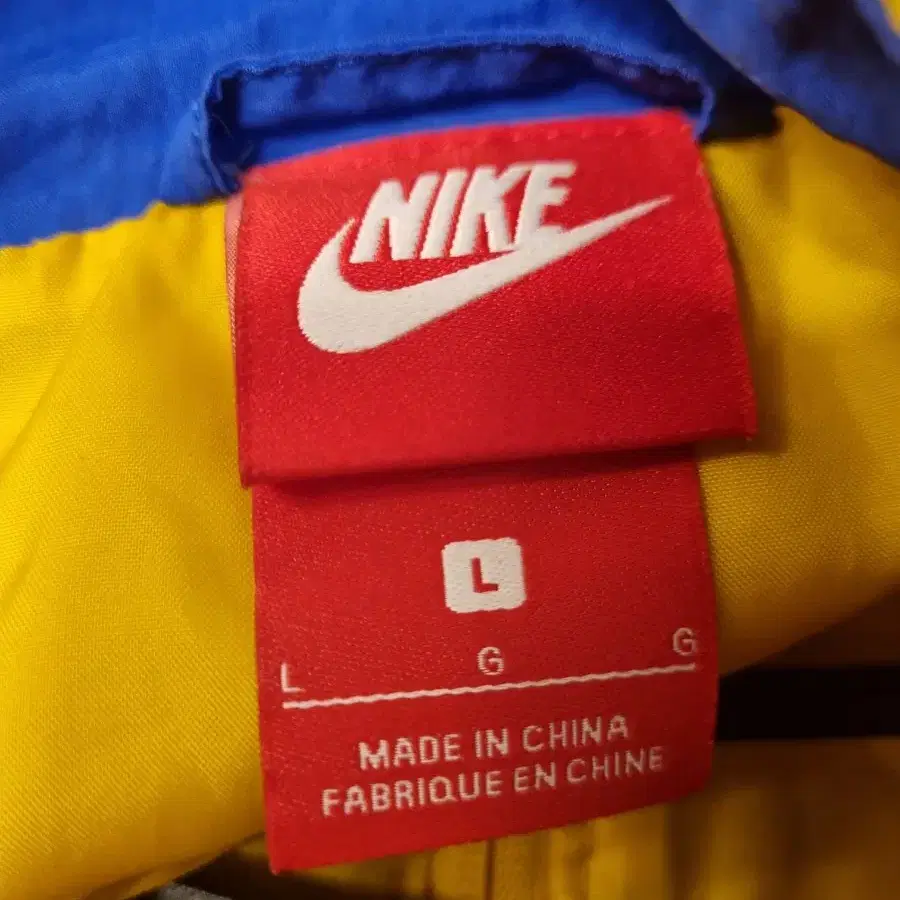 NIKE
L
L G G
MADE IN CHINA
FABRIQUE EN CHINE